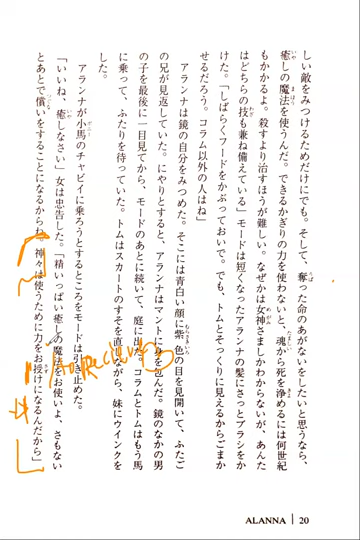 しい敵をみつけるためだけにでも。そして、奪った命のあがないをしたいと思うなら、
癒しの魔法を使うんだ。できるかぎりの力を使わないと、魂から死を浄めるには何世紀
もかかるよ。殺すより治すほうが難しい。なぜかは女神さましかわからないが、あんた
はどちらの技も兼ね備えている」モードは短くなったアランナの髪にさっとブラシをか
けた。「しばらくフードをかぶっておいで。でも、トムとそっくりに見えるからごまか
せるだろう。コラム以外の人はね」
アランナは鏡の自分をみつめた。そこには青白い顔に紫色の目を見開いて、ふたご
の兄が見返していた。にやりとすると、アランナはマントに身を包んだ。鏡のなかの男
の子を最後に一目見てから、モードのあとに続いて、庭に出た。コラムとトムはもう馬
に乗って、ふたりを待っていた。トムはスカートのすそを直しながら、妹にウインクを
した。
アランナが小馬のチャビイに乗ろうとするところをモードは引き止めた。
「いいね、癒しなさい」女は忠告した。「精いっぱい癒しの魔法をお使いよ、さもない
とあとで償いをすることになるからね。神々は使うために力をお授けになるんだから」
ALANNA | 20